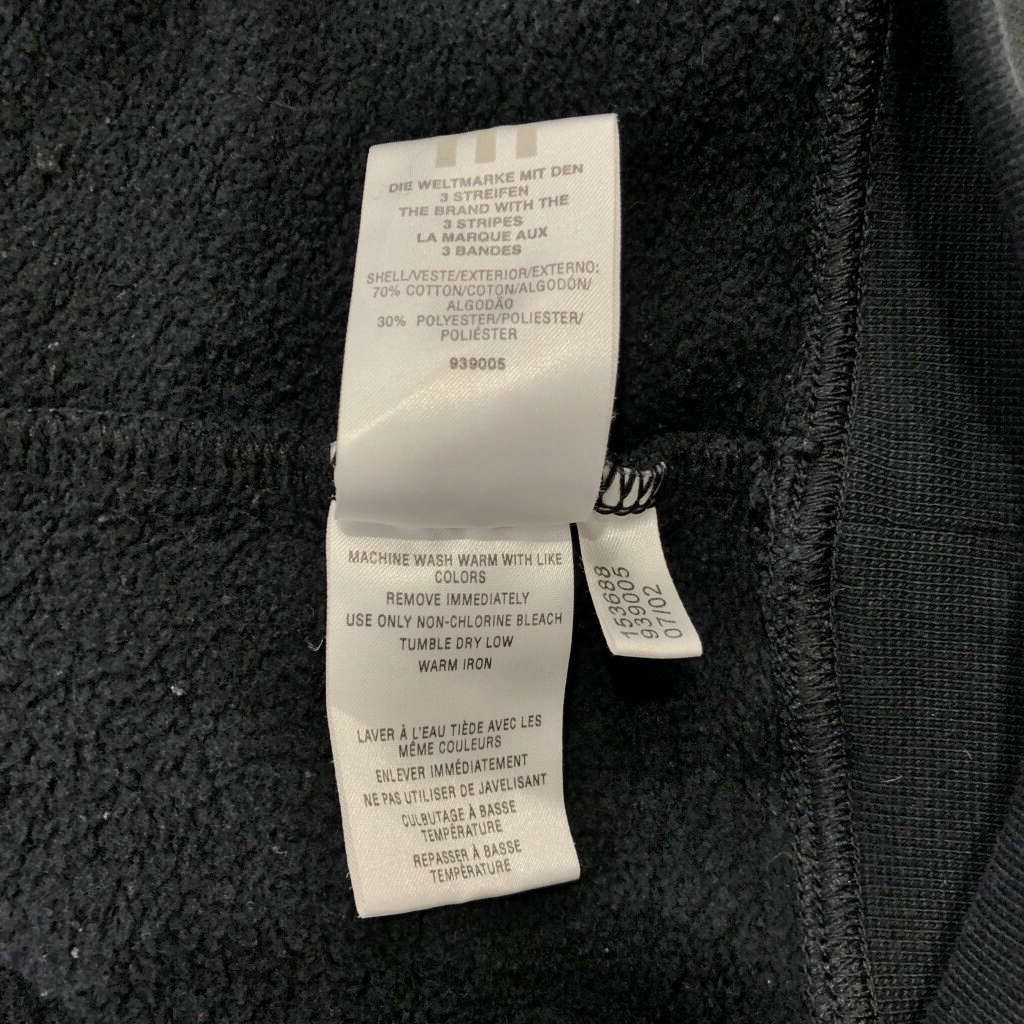 DIE WELTMARKE MIT DEN
3 STREIFEN
THE BRAND WITH THE
3 STRIPES
LA MARQUE AUX
3 BANDES
SHELL/VESTE/EXTERIOR/EXTERNO:
70% COTTON/COTON/ALGODÓN/
ALGODÃO
30% POLYESTER/POLIESTER/
POLIÉSTER
939005
MACHINE WASH WARM WITH LIKE
COLORS
REMOVE IMMEDIATELY
USE ONLY NON-CHLORINE BLEACH
TUMBLE DRY LOW
WARM IRON
LAVER À L'EAU TIÈDE AVEC LES
MÊME COULEURS
ENLEVER IMMÉDIATEMENT
NE PAS UTILISER DE JAVELISANT
CULBUTAGE À BASSE
TEMPÉRATURE
REPASSER À BASSE
TEMPÉRATURE
153688
939005
07/02